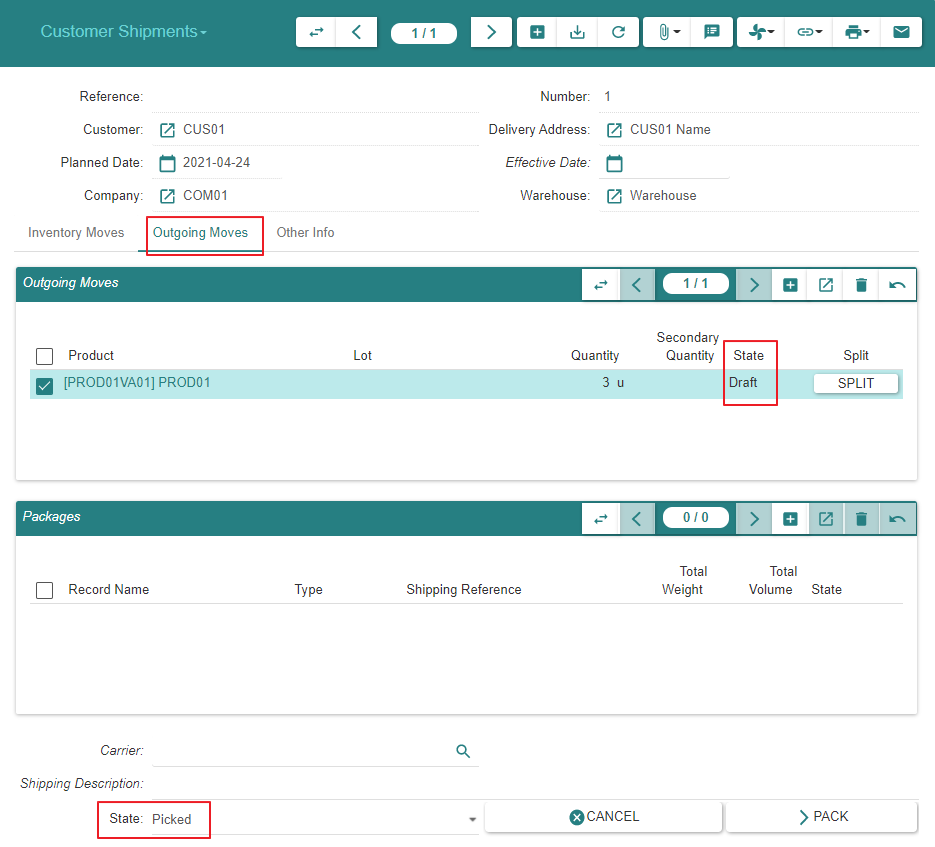 Customer Shipments
1 / 1
Reference:
Number: 1
Customer: CUS01
Delivery Address: CUS01 Name
Planned Date: 2021-04-24
Effective Date:
Company: COM01
Warehouse: Warehouse
Inventory Moves
Outgoing Moves
Other Info
Outgoing Moves
1 / 1
Product
Lot
Quantity
Secondary
Quantity
State
Split
[PROD01VA01] PROD01
3 u
Draft
SPLIT
Packages
0 / 0
Record Name
Type
Shipping Reference
Total
Weight
Total
Volume
State
Carrier:
Shipping Description:
State: Picked
CANCEL
PACK